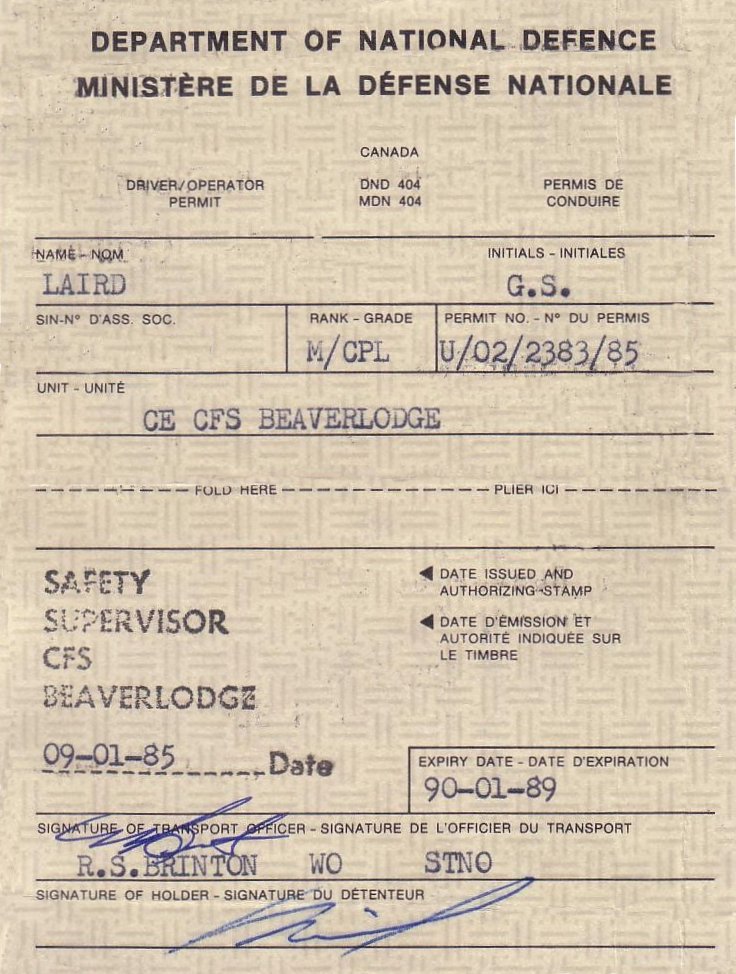 DEPARTMENT OF NATIONAL DEFENCE
MINISTÈRE DE LA DÉFENSE NATIONALE
CANADA
DRIVER/OPERATOR PERMIT
DND 404
MDN 404
PERMIS DE CONDUIRE
NAME - NOM
INITIALS - INITIALES
LAIRD
G.S.
SIN-Nº D'ASS. SOC.
RANK - GRADE
PERMIT NO. - Nº DU PERMIS
M/CPL
U/02/2383/85
UNIT - UNITÉ
CE CFS BEAVERLODGE
FOLD HERE
PLIER ICI
SAFETY
SUPERVISOR
CFS
BEAVERLODGE
◀ DATE ISSUED AND
AUTHORIZING STAMP
◀ DATE D'ÉMISSION ET
AUTORITÉ INDIQUÉE SUR
LE TIMBRE
09-01-85 Date
EXPIRY DATE - DATE D'EXPIRATION
90-01-89
SIGNATURE OF TRANSPORT OFFICER - SIGNATURE DE L'OFFICIER DU TRANSPORT
R.S.BRINTON WO STNO
SIGNATURE OF HOLDER - SIGNATURE DU DÉTENTEUR